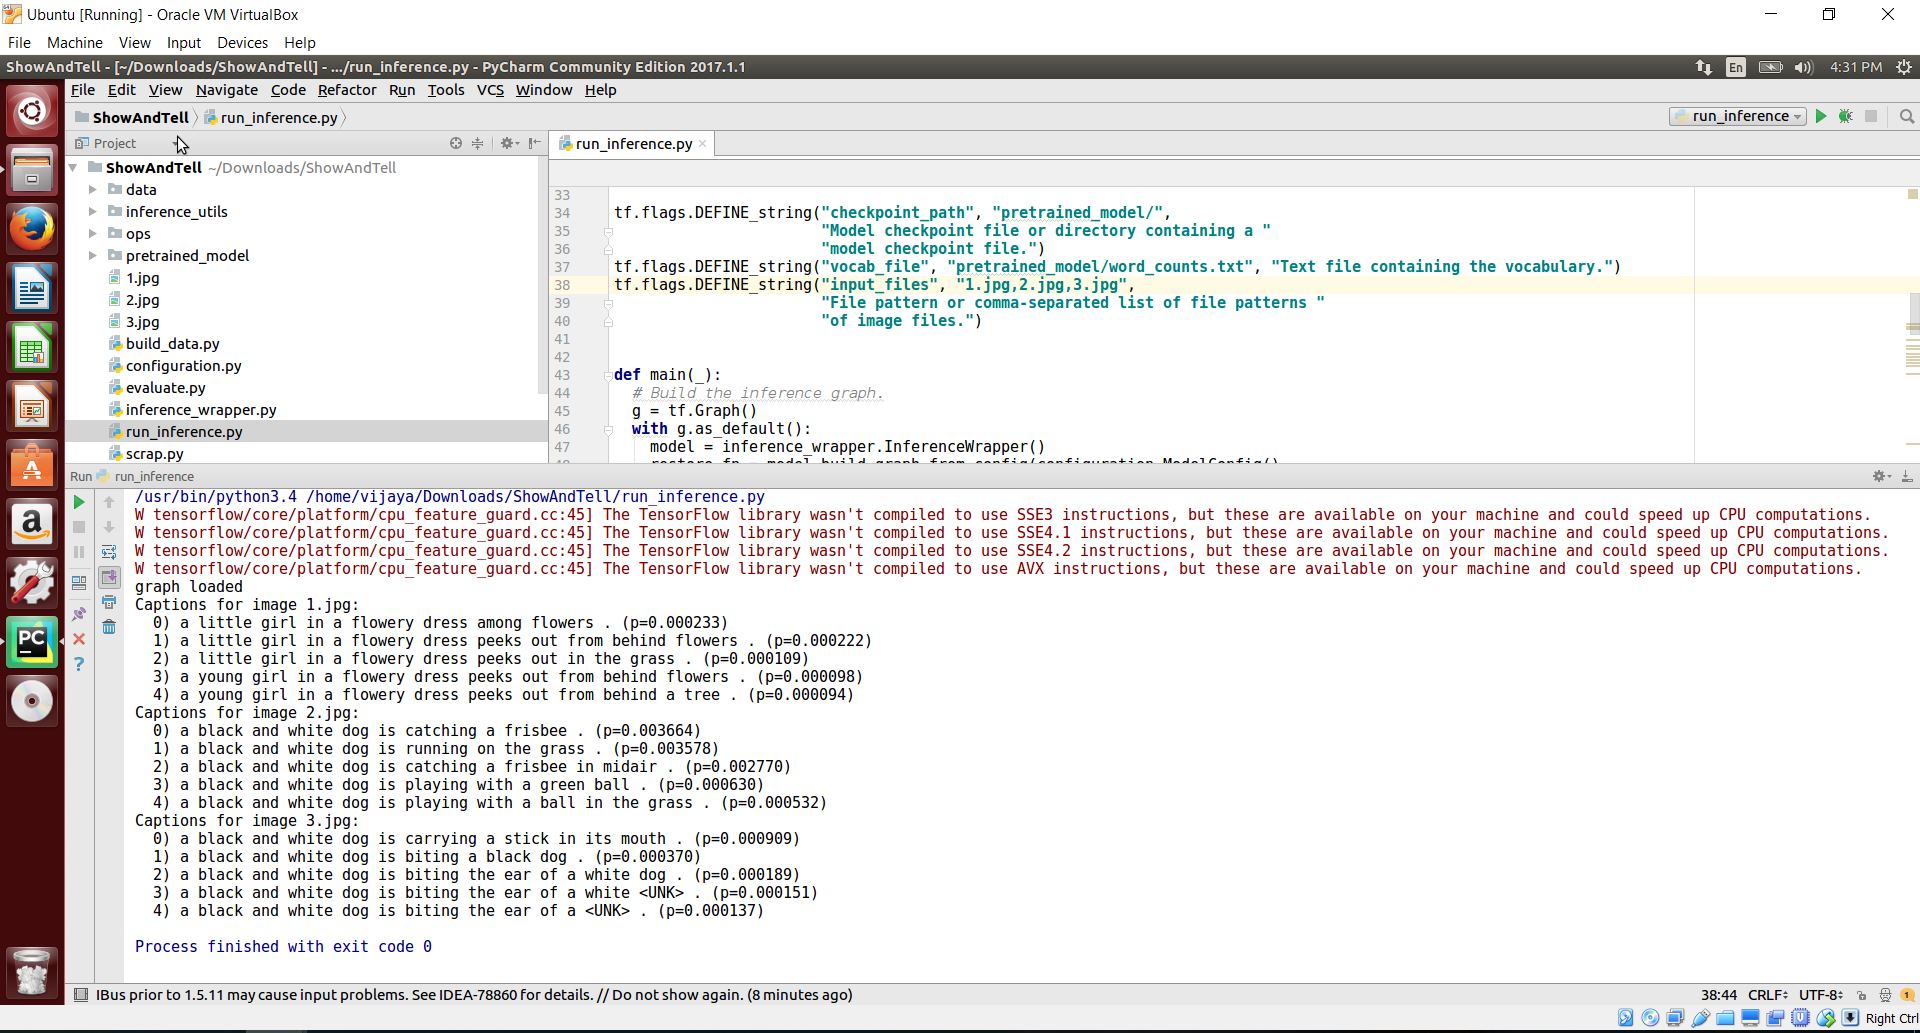 Ubuntu [Running] - Oracle VM VirtualBox
File Machine View Input Devices Help
ShowAndTell - [~/Downloads/ShowAndTell] - .../run_inference.py - PyCharm Community Edition 2017.1.1
En 4:31 PM
File Edit View Navigate Code Refactor Run Tools VCS Window Help
ShowAndTell run_inference.py
run_inference
Project
run_inference.py
ShowAndTell ~/Downloads/ShowAndTell
data
inference_utils
ops
pretrained_model
1.jpg
2.jpg
3.jpg
build_data.py
configuration.py
evaluate.py
inference_wrapper.py
run_inference.py
scrap.py
33
34 tf.flags.DEFINE_string("checkpoint_path", "pretrained_model/",
35 "Model checkpoint file or directory containing a "
36 "model checkpoint file.")
37 tf.flags.DEFINE_string("vocab_file", "pretrained_model/word_counts.txt", "Text file containing the vocabulary.")
38 tf.flags.DEFINE_string("input_files", "1.jpg,2.jpg,3.jpg",
39 "File pattern or comma-separated list of file patterns "
40 "of image files.")
41
42
43 def main(_):
44 # Build the inference graph.
45 g = tf.Graph()
46 with g.as_default():
47 model = inference_wrapper.InferenceWrapper()
Run run_inference
/usr/bin/python3.4 /home/vijaya/Downloads/ShowAndTell/run_inference.py
W tensorflow/core/platform/cpu_feature_guard.cc:45] The TensorFlow library wasn't compiled to use SSE3 instructions, but these are available on your machine and could speed up CPU computations.
W tensorflow/core/platform/cpu_feature_guard.cc:45] The TensorFlow library wasn't compiled to use SSE4.1 instructions, but these are available on your machine and could speed up CPU computations.
W tensorflow/core/platform/cpu_feature_guard.cc:45] The TensorFlow library wasn't compiled to use SSE4.2 instructions, but these are available on your machine and could speed up CPU computations.
W tensorflow/core/platform/cpu_feature_guard.cc:45] The TensorFlow library wasn't compiled to use AVX instructions, but these are available on your machine and could speed up CPU computations.
graph loaded
Captions for image 1.jpg:
0) a little girl in a flowery dress among flowers . (p=0.000233)
1) a little girl in a flowery dress peeks out from behind flowers . (p=0.000222)
2) a little girl in a flowery dress peeks out in the grass . (p=0.000109)
3) a young girl in a flowery dress peeks out from behind flowers . (p=0.000098)
4) a young girl in a flowery dress peeks out from behind a tree . (p=0.000094)
Captions for image 2.jpg:
0) a black and white dog is catching a frisbee . (p=0.003664)
1) a black and white dog is running on the grass . (p=0.003578)
2) a black and white dog is catching a frisbee in midair . (p=0.002770)
3) a black and white dog is playing with a green ball . (p=0.000630)
4) a black and white dog is playing with a ball in the grass . (p=0.000532)
Captions for image 3.jpg:
0) a black and white dog is carrying a stick in its mouth . (p=0.000909)
1) a black and white dog is biting a black dog . (p=0.000370)
2) a black and white dog is biting the ear of a white dog . (p=0.000189)
3) a black and white dog is biting the ear of a white <UNK> . (p=0.000151)
4) a black and white dog is biting the ear of a <UNK> . (p=0.000137)
Process finished with exit code 0
IBus prior to 1.5.11 may cause input problems. See IDEA-78860 for details. // Do not show again. (8 minutes ago)
38:44 CRLF UTF-8 1
Right Ctrl